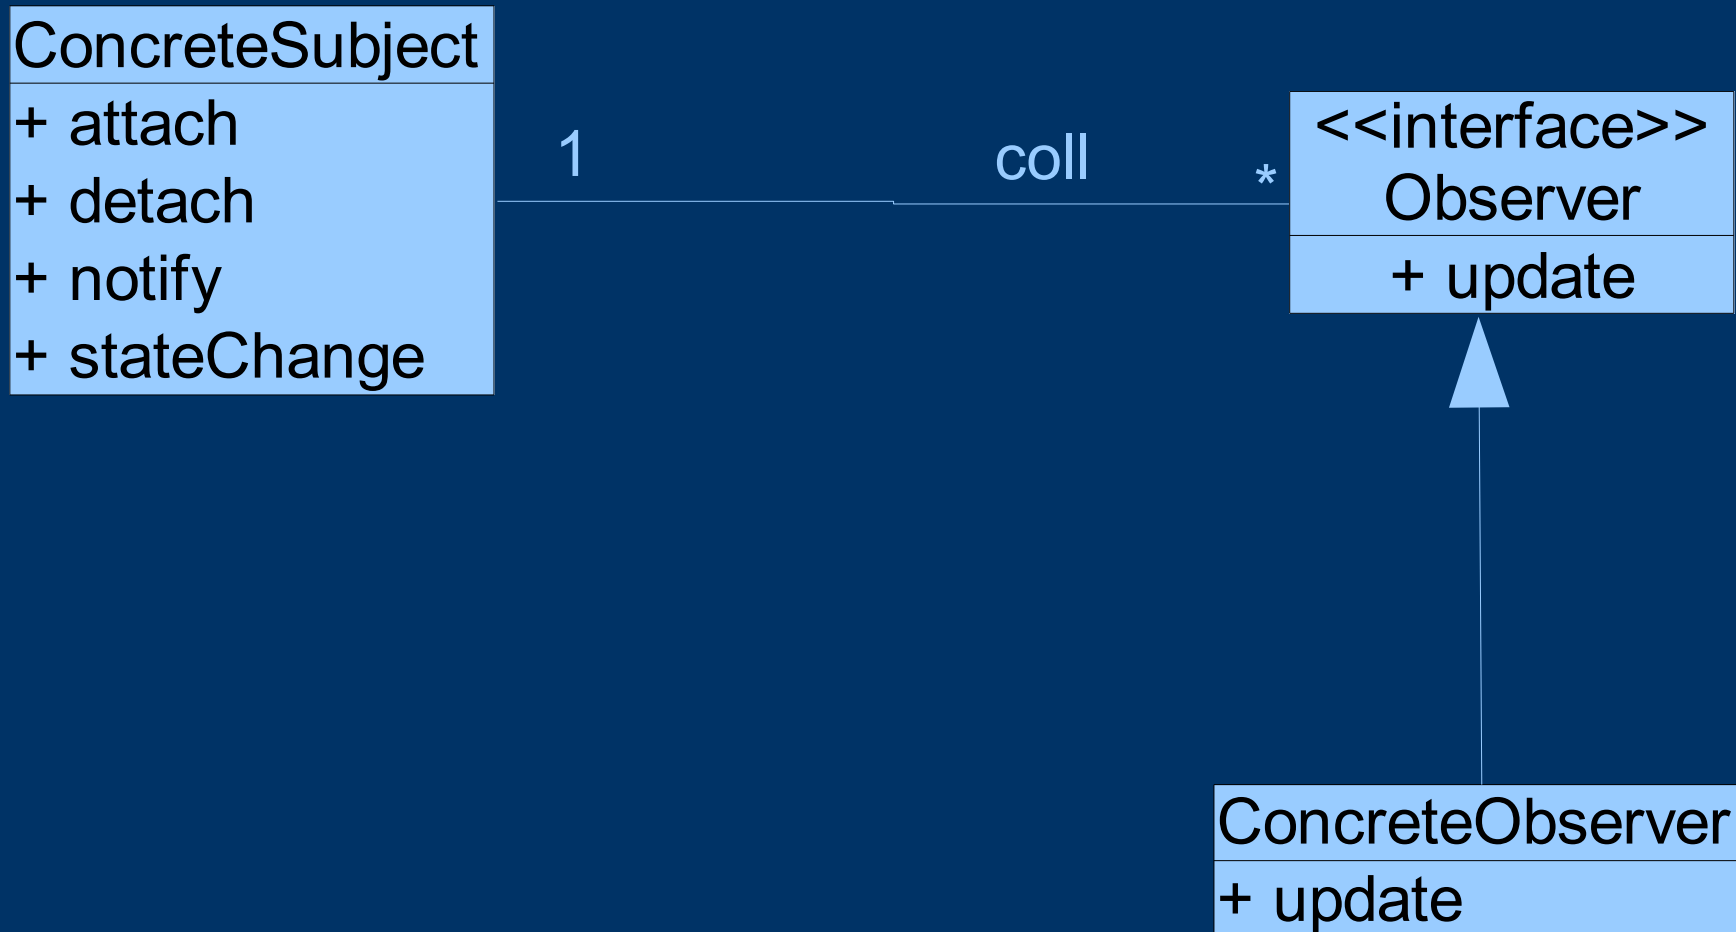 ConcreteSubject
+ attach
+ detach
+ notify
+ stateChange
1
coll
*
<<interface>>
Observer
+ update
ConcreteObserver
+ update